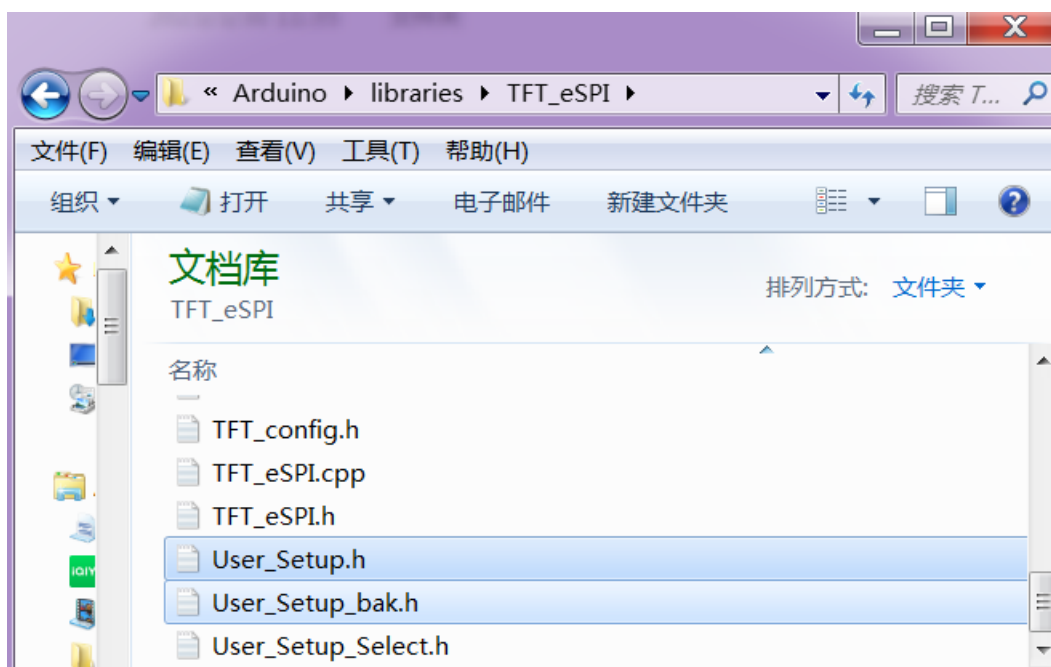 « Arduino ▸ libraries ▸ TFT_eSPI ▸ 搜索 T...
文件(F) 编辑(E) 查看(V) 工具(T) 帮助(H)
组织 打开 共享 电子邮件 新建文件夹
文档库
TFT_eSPI
排列方式: 文件夹
名称
TFT_config.h
TFT_eSPI.cpp
TFT_eSPI.h
User_Setup.h
User_Setup_bak.h
User_Setup_Select.h